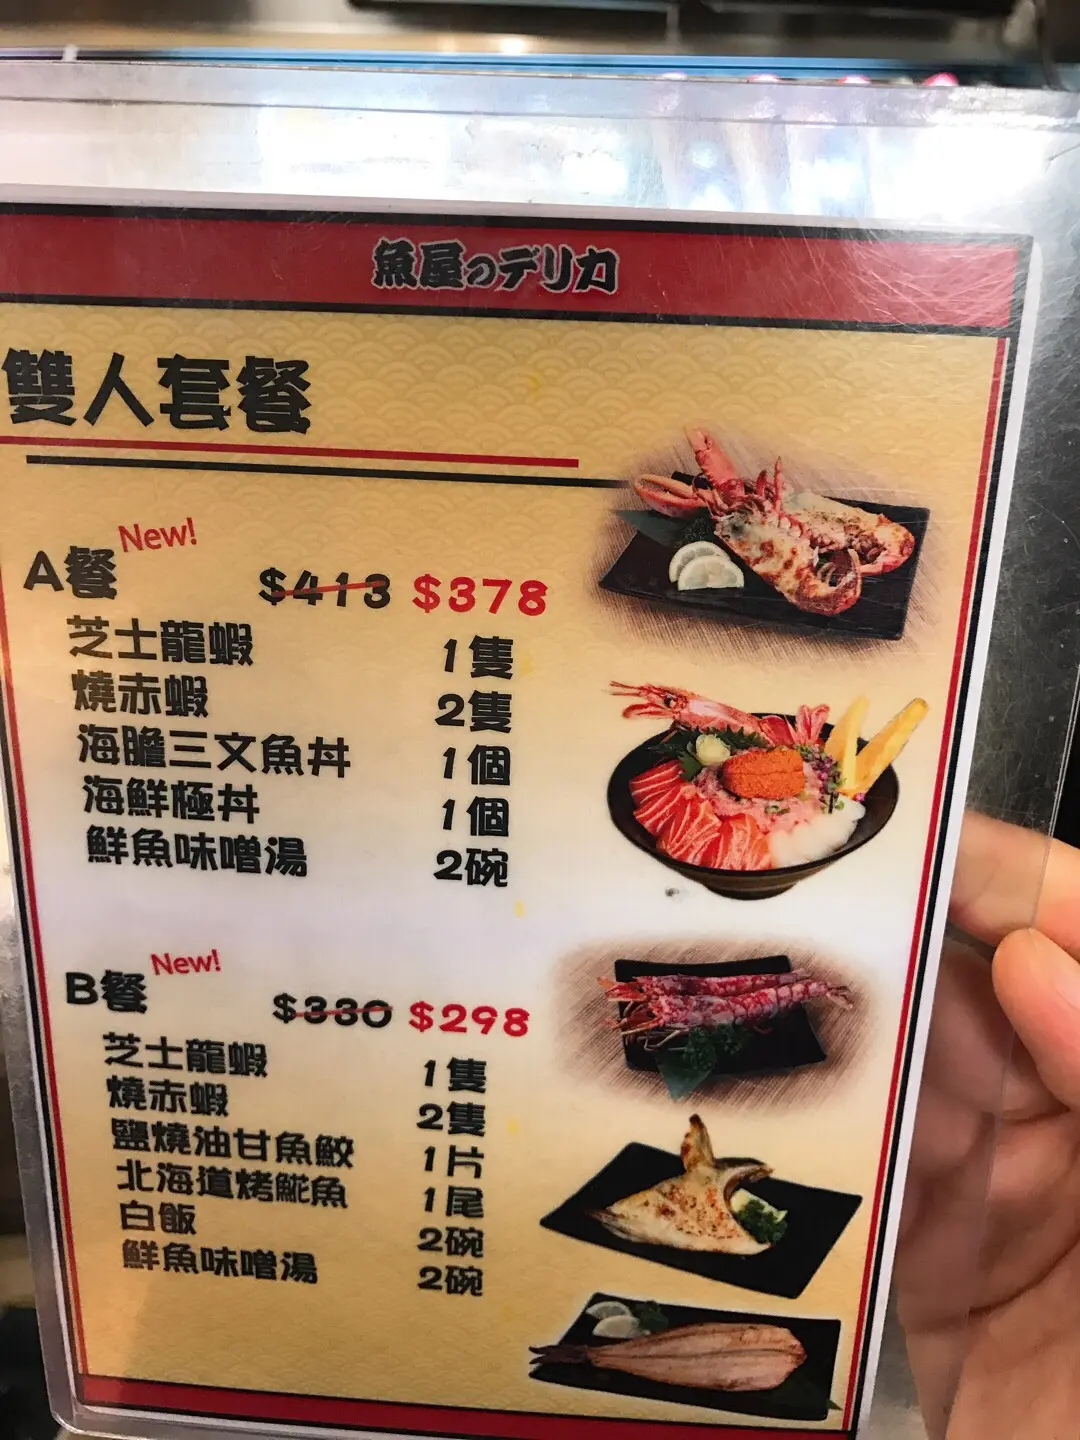 魚屋のデリカ
雙人套餐
A餐 New! $413 $378
芝士龍蝦 1隻
燒赤蝦 2隻
海膽三文魚丼 1個
海鮮極丼 1個
鮮魚味噌湯 2碗
B餐 New! $330 $298
芝士龍蝦 1隻
燒赤蝦 2隻
鹽燒油甘魚鮫 1片
北海道烤䱵魚 1尾
白飯 2碗
鮮魚味噌湯 2碗